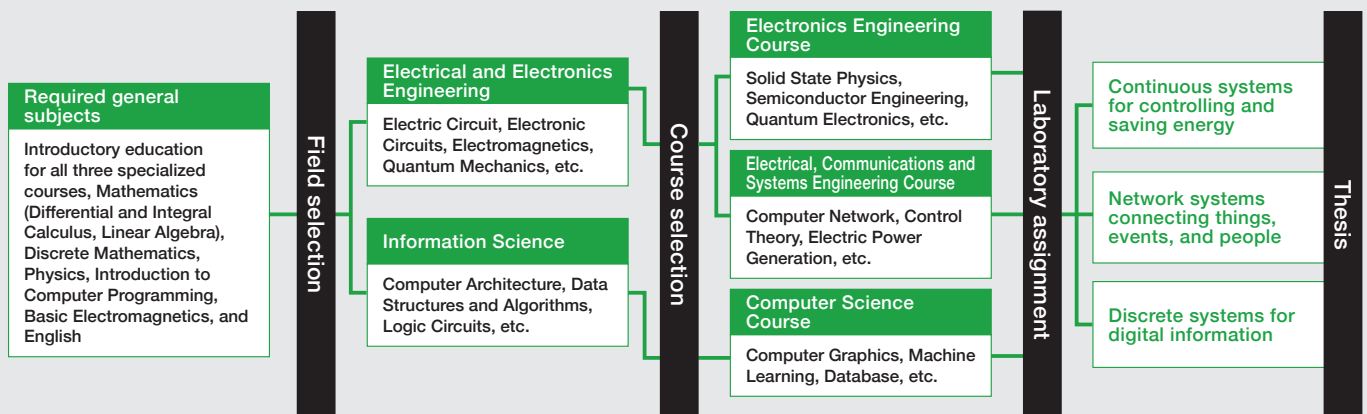 Required general
subjects
Introductory education
for all three specialized
courses, Mathematics
(Differential and Integral
Calculus, Linear Algebra),
Discrete Mathematics,
Physics, Introduction to
Computer Programming,
Basic Electromagnetics, and
English
Field selection
Electrical and Electronics
Engineering
Electric Circuit, Electronic
Circuits, Electromagnetics,
Quantum Mechanics, etc.
Information Science
Computer Architecture, Data
Structures and Algorithms,
Logic Circuits, etc.
Course selection
Electronics Engineering
Course
Solid State Physics,
Semiconductor Engineering,
Quantum Electronics, etc.
Electrical, Communications and
Systems Engineering Course
Computer Network, Control
Theory, Electric Power
Generation, etc.
Computer Science
Course
Computer Graphics, Machine
Learning, Database, etc.
Laboratory assignment
Continuous systems
for controlling and
saving energy
Network systems
connecting things,
events, and people
Discrete systems for
digital information
Thesis